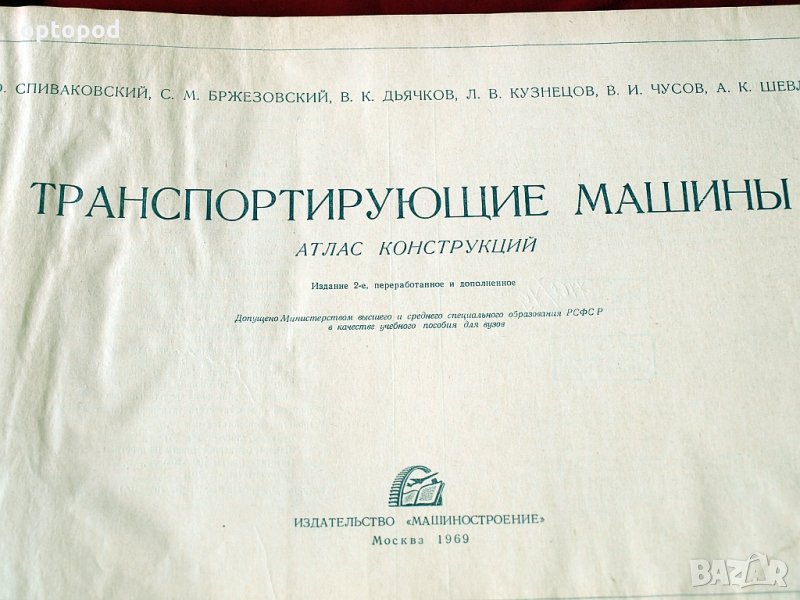 optopod
О. СПИВАКОВСКИЙ, С. М. БРЖЕЗОВСКИЙ, В. К. ДЬЯЧКОВ, Л. В. КУЗНЕЦОВ, В. И. ЧУСОВ, А. К. ШЕВЛ
ТРАНСПОРТИРУЮЩИЕ МАШИНЫ
АТЛАС КОНСТРУКЦИЙ
Издание 2-е, переработанное и дополненное
Допущено Министерством высшего и среднего специального образования РСФСР
в качестве учебного пособия для вузов
ИЗДАТЕЛЬСТВО «МАШИНОСТРОЕНИЕ»
Москва 1969
BAZAR